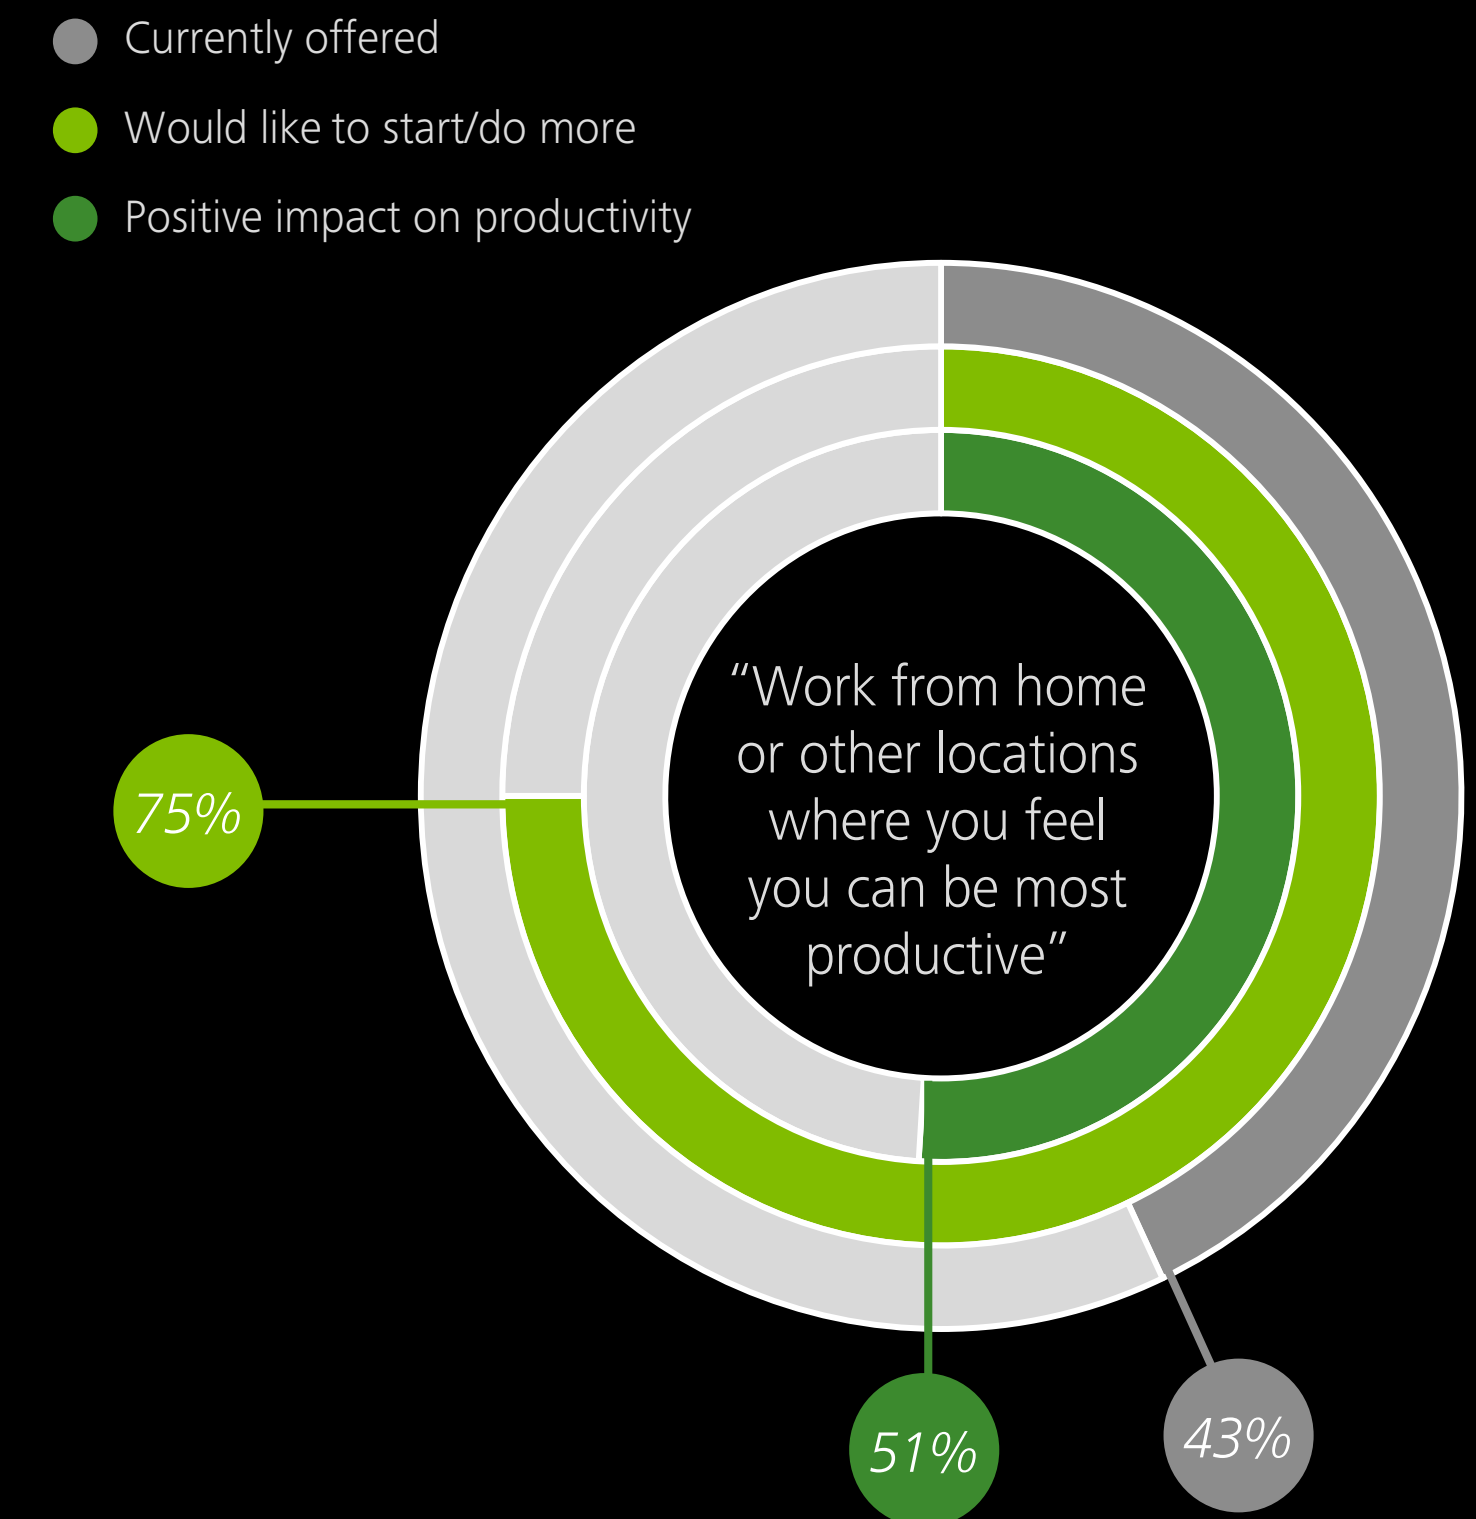 Currently offered
Would like to start/do more
Positive impact on productivity
“Work from home
or other locations
where you feel
you can be most
productive”
75%
51%
43%